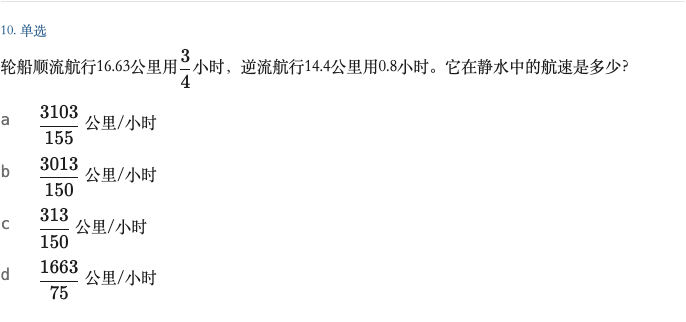 10. 单选
轮船顺流航行16.63公里用3/4小时，逆流航行14.4公里用0.8小时。它在静水中的航速是多少?
a 3103/155 公里/小时
b 3013/150 公里/小时
c 313/150 公里/小时
d 1663/75 公里/小时